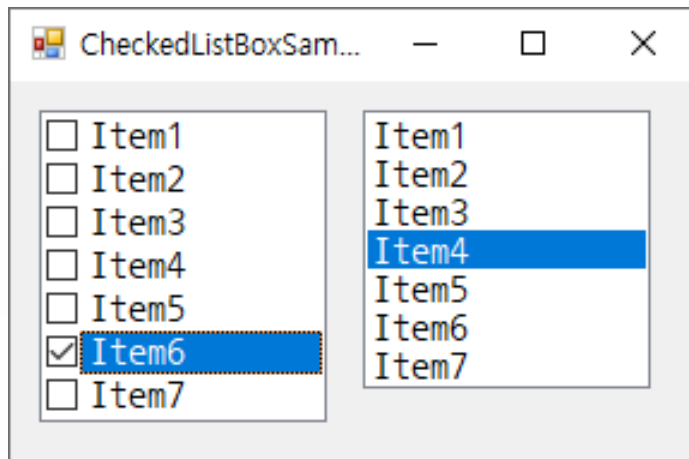 CheckedListBoxSam...
Item1
Item2
Item3
Item4
Item5
Item6
Item7
Item1
Item2
Item3
Item4
Item5
Item6
Item7